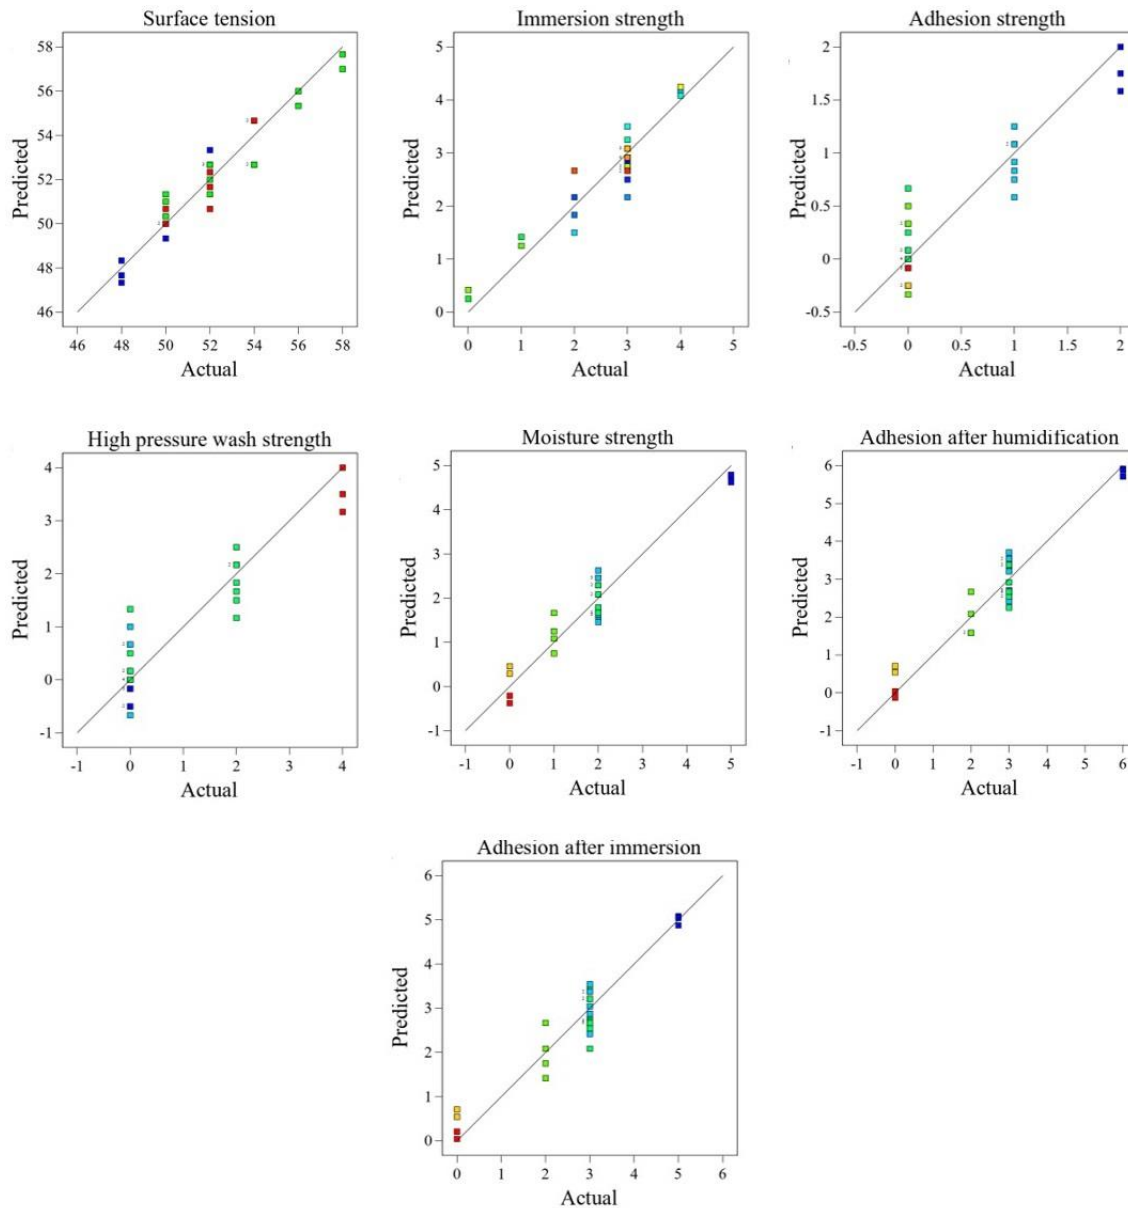 Surface tension
Immersion strength
Adhesion strength
58
56
54
52
50
48
46
Predicted
46 48 50 52 54 56 58
Actual
5
4
3
2
1
0
Predicted
0 1 2 3 4 5
Actual
2
1.5
1
0.5
0
-0.5
Predicted
-0.5 0 0.5 1 1.5 2
Actual
High pressure wash strength
Moisture strength
Adhesion after humidification
4
3
2
1
0
-1
Predicted
-1 0 1 2 3 4
Actual
5
4
3
2
1
0
-1
Predicted
-1 0 1 2 3 4 5
Actual
6
5
4
3
2
1
0
-1
Predicted
-1 0 1 2 3 4 5 6
Actual
Adhesion after immersion
6
5
4
3
2
1
0
Predicted
0 1 2 3 4 5 6
Actual